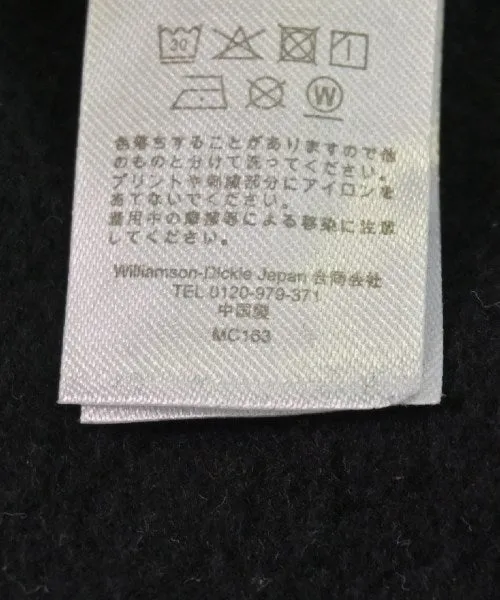 30
W
色落ちすることがありますので他
のものと分けて洗ってください。
プリントや刺繍部分にアイロンを
あてないでください。
着用中の摩擦等による移染に注意
してください。
Williamson-Dickie Japan 合同会社
TEL 0120-979-371
中国製
MC163